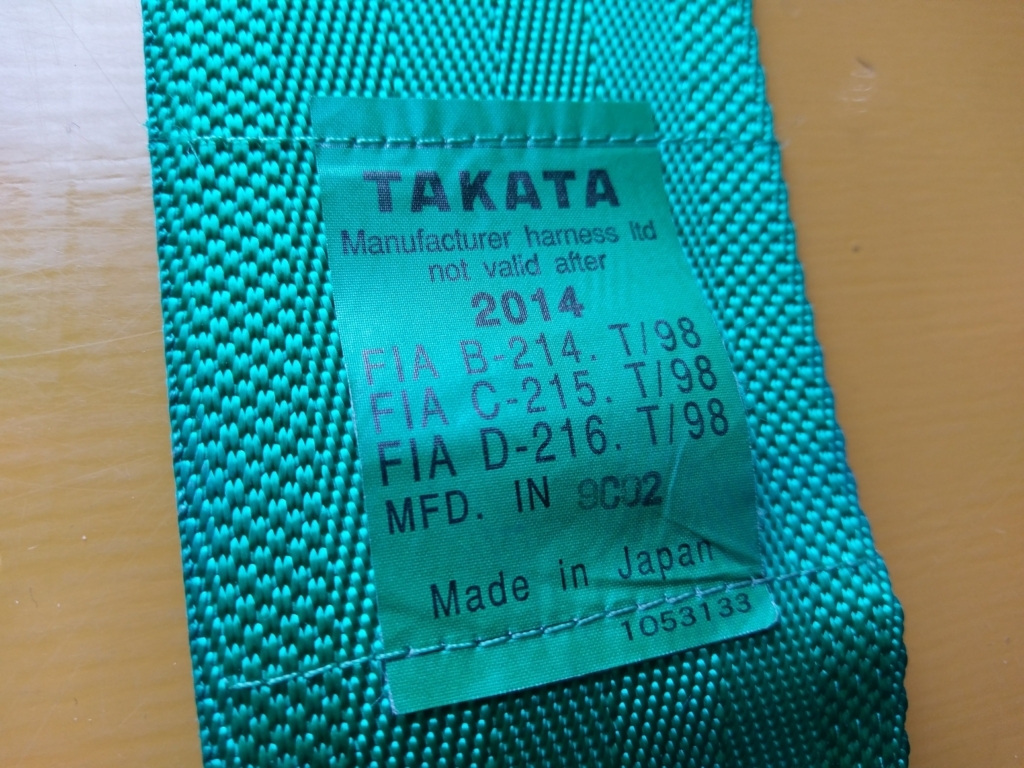 TAKATA
Manufacturer harness ltd
not valid after
2014
FIA B-214. T/98
FIA C-215. T/98
FIA D-216. T/98
MFD. IN 9C02
Made in Japan
1053133